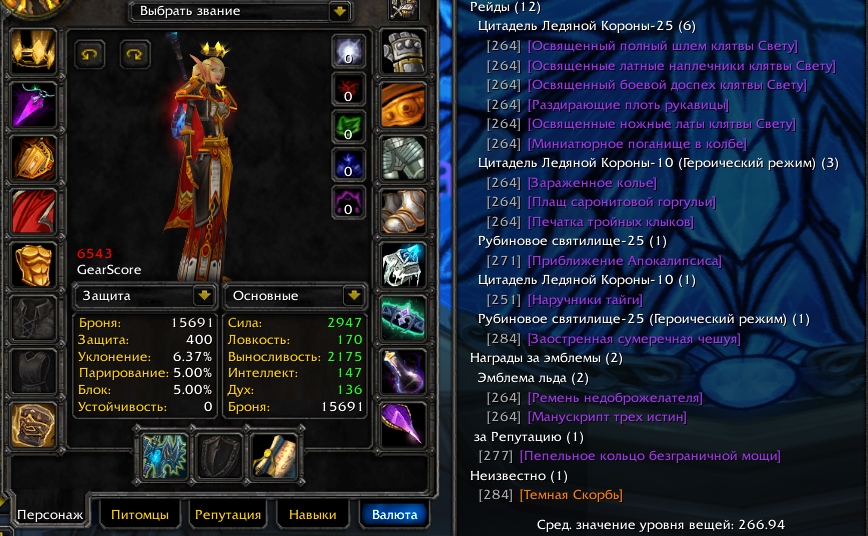 Выбрать звание
0
0
0
0
0
6543
GearScore
Защита
Основные
Броня: 15691
Защита: 400
Уклонение: 6.37%
Парирование: 5.00%
Блок: 5.00%
Устойчивость: 0
Сила: 2947
Ловкость: 170
Выносливость: 2175
Интеллект: 147
Дух: 136
Броня: 15691
Персонаж
Питомцы
Репутация
Навыки
Валюта
Рейды (12)
Цитадель Ледяной Короны-25 (6)
[264] [Освященный полный шлем клятвы Свету]
[264] [Освященные латные наплечники клятвы Свету]
[264] [Освященный боевой доспех клятвы Свету]
[264] [Раздирающие плоть рукавицы]
[264] [Освященные ножные латы клятвы Свету]
[264] [Миниатюрное поганище в колбе]
Цитадель Ледяной Короны-10 (Героический режим) (3)
[264] [Зараженное колье]
[264] [Плащ саронитовой горгульи]
[264] [Печатка тройных клыков]
Рубиновое святилище-25 (1)
[271] [Приближение Апокалипсиса]
Цитадель Ледяной Короны-10 (1)
[251] [Наручники тайги]
Рубиновое святилище-25 (Героический режим) (1)
[284] [Заостренная сумеречная чешуя]
Награды за эмблемы (2)
Эмблема льда (2)
[264] [Ремень недоброжелателя]
[264] [Манускрипт трех истин]
за Репутацию (1)
[277] [Пепельное кольцо безграничной мощи]
Неизвестно (1)
[284] [Темная Скорбь]
Сред. значение уровня вещей: 266.94